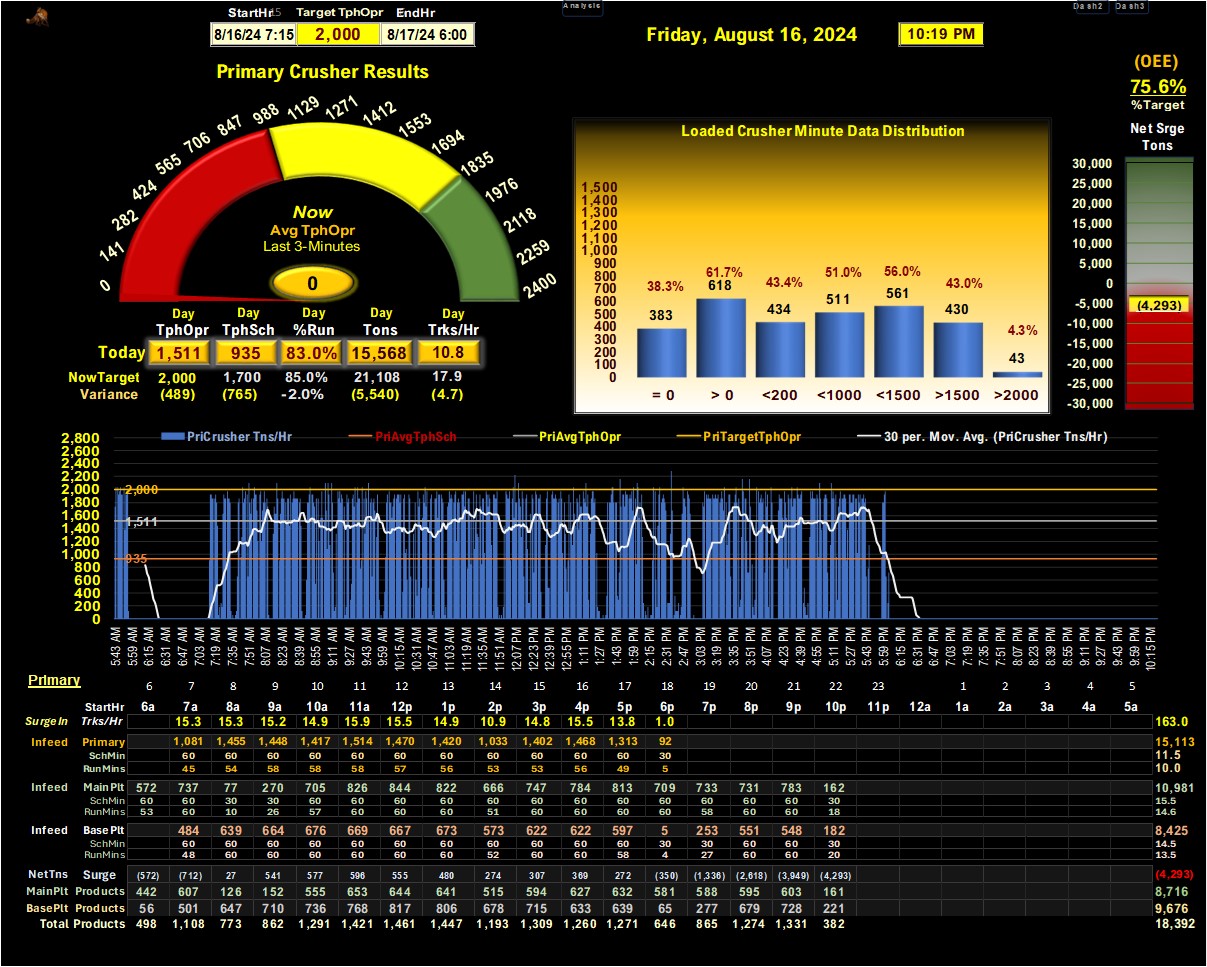 Analysis Dash2 Dash3
StartHr15 Target TphOpr EndHr
8/16/24 7:15 2,000 8/17/24 6:00
Friday, August 16, 2024 10:19 PM
(OEE)
75.6%
%Target
Primary Crusher Results
0 141 282 424 565 706 847 988 1129 1271 1412 1553 1694 1835 1976 2118 2259 2400
Now
Avg TphOpr
Last 3-Minutes
0
Day Day Day Day Day
TphOpr TphSch %Run Tons Trks/Hr
Today 1,511 935 83.0% 15,568 10.8
NowTarget 2,000 1,700 85.0% 21,108 17.9
Variance (489) (765) -2.0% (5,540) (4.7)
Loaded Crusher Minute Data Distribution
1,500
1,400
1,300
1,200
1,100
1,000
900
800
700
600
500
400
300
200
100
0
38.3% 61.7% 43.4% 51.0% 56.0% 43.0% 4.3%
383 618 434 511 561 430 43
= 0 > 0 <200 <1000 <1500 >1500 >2000
Net Srge
Tons
30,000
25,000
20,000
15,000
10,000
5,000
0
-5,000
-10,000
-15,000
-20,000
-25,000
-30,000
(4,293)
PriCrusher Tns/Hr PriAvgTphSch PriAvgTphOpr PriTargetTphOpr 30 per. Mov. Avg. (PriCrusher Tns/Hr)
2,800
2,600
2,400
2,200
2,000
1,800
1,600
1,400
1,200
1,000
800
600
400
200
0
2,000
1,511
935
5:43 AM 5:59 AM 6:15 AM 6:31 AM 6:47 AM 7:03 AM 7:19 AM 7:35 AM 7:51 AM 8:07 AM 8:23 AM 8:39 AM 8:55 AM 9:11 AM 9:27 AM 9:43 AM 9:59 AM 10:15 AM 10:31 AM 10:47 AM 11:03 AM 11:19 AM 11:35 AM 11:51 AM 12:07 PM 12:23 PM 12:39 PM 12:55 PM 1:11 PM 1:27 PM 1:43 PM 1:59 PM 2:15 PM 2:31 PM 2:47 PM 3:03 PM 3:19 PM 3:35 PM 3:51 PM 4:07 PM 4:23 PM 4:39 PM 4:55 PM 5:11 PM 5:27 PM 5:43 PM 5:59 PM 6:15 PM 6:31 PM 6:47 PM 7:03 PM 7:19 PM 7:35 PM 7:51 PM 8:07 PM 8:23 PM 8:39 PM 8:55 PM 9:11 PM 9:27 PM 9:43 PM 9:59 PM 10:15 PM
Primary
6 7 8 9 10 11 12 13 14 15 16 17 18 19 20 21 22 23 1 2 3 4 5
StartHr 6a 7a 8a 9a 10a 11a 12p 1p 2p 3p 4p 5p 6p 7p 8p 9p 10p 11p 12a 1a 2a 3a 4a 5a
SurgeIn Trks/Hr 15.3 15.3 15.2 14.9 15.9 15.5 14.9 10.9 14.8 15.5 13.8 1.0 163.0
Infeed Primary 1,081 1,455 1,448 1,417 1,514 1,470 1,420 1,033 1,402 1,468 1,313 92 15,113
SchMin 60 60 60 60 60 60 60 60 60 60 60 30 11.5
RunMins 45 54 58 58 58 57 56 53 53 56 49 5 10.0
Infeed MainPlt 572 737 77 270 705 826 844 822 666 747 784 813 709 733 731 783 162 10,981
SchMin 60 60 30 30 60 60 60 60 60 60 60 60 60 60 60 60 30 15.5
RunMins 53 60 10 26 57 60 60 60 51 60 60 60 60 58 60 60 18 14.6
Infeed BasePlt 484 639 664 676 669 667 673 573 622 622 597 5 253 551 548 182 8,425
SchMin 60 60 60 60 60 60 60 60 60 60 60 30 30 60 60 30 14.5
RunMins 48 60 60 60 60 60 60 52 60 60 58 4 27 60 60 20 13.5
NetTns Surge (572) (712) 27 541 577 596 555 480 274 307 369 272 (350) (1,336) (2,618) (3,949) (4,293) (4,293)
MainPlt Products 442 607 126 152 555 653 644 641 515 594 627 632 581 588 595 603 161 8,716
BasePlt Products 56 501 647 710 736 768 817 806 678 715 633 639 65 277 679 728 221 9,676
Total Products 498 1,108 773 862 1,291 1,421 1,461 1,447 1,193 1,309 1,260 1,271 646 865 1,274 1,331 382 18,392